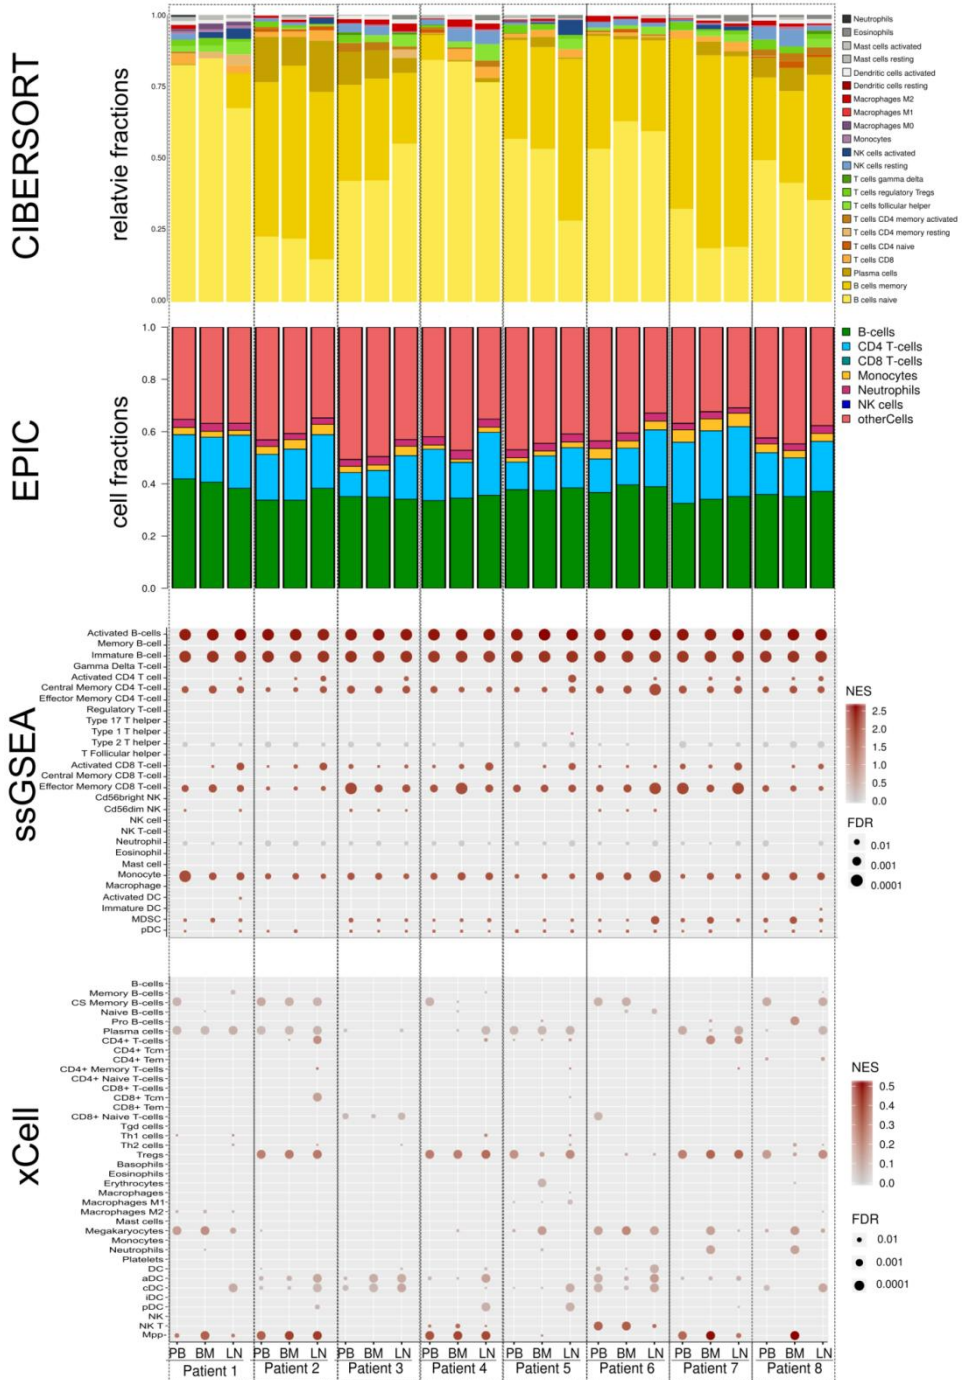 CIBERSORT
relatvie fractions
1.00
0.75
0.50
0.25
0.00
Neutrophils
Eosinophils
Mast cells activated
Mast cells resting
Dendritic cells activated
Dendritic cells resting
Macrophages M2
Macrophages M1
Macrophages M0
Monocytes
NK cells activated
NK cells resting
T cells gamma delta
T cells regulatory Tregs
T cells follicular helper
T cells CD4 memory activated
T cells CD4 memory resting
T cells CD4 naive
T cells CD8
Plasma cells
B cells memory
B cells naive
EPIC
cell fractions
1.0
0.8
0.6
0.4
0.2
0.0
B-cells
CD4 T-cells
CD8 T-cells
Monocytes
Neutrophils
NK cells
otherCells
ssGSEA
Activated B-cells
Memory B-cell
Immature B-cell
Gamma Delta T-cell
Activated CD4 T cell
Central Memory CD4 T-cell
Effector Memory CD4 T-cell
Regulatory T-cell
Type 17 T helper
Type 1 T helper
Type 2 T helper
T Follicular helper
Activated CD8 T-cell
Central Memory CD8 T-cell
Effector Memory CD8 T-cell
Cd56bright NK
Cd56dim NK
NK cell
NK T-cell
Neutrophil
Eosinophil
Mast cell
Monocyte
Macrophage
Activated DC
Immature DC
MDSC
pDC
NES
2.5
2.0
1.5
1.0
0.5
0.0
FDR
0.01
0.001
0.0001
xCell
B-cells
Memory B-cells
CS Memory B-cells
Naive B-cells
Pro B-cells
Plasma cells
CD4+ T-cells
CD4+ Tcm
CD4+ Tem
CD4+ Memory T-cells
CD4+ Naive T-cells
CD8+ T-cells
CD8+ Tcm
CD8+ Tem
CD8+ Naive T-cells
Tgd cells
Th1 cells
Th2 cells
Tregs
Basophils
Eosinophils
Erythrocytes
Macrophages
Macrophages M1
Macrophages M2
Mast cells
Megakaryocytes
Monocytes
Neutrophils
Platelets
DC
aDC
cDC
iDC
pDC
NK
NK T
Mpp
NES
0.5
0.4
0.3
0.2
0.1
0.0
FDR
0.01
0.001
0.0001
PB BM LN PB BM LN PB BM LN PB BM LN PB BM LN PB BM LN PB BM LN PB BM LN
Patient 1 Patient 2 Patient 3 Patient 4 Patient 5 Patient 6 Patient 7 Patient 8